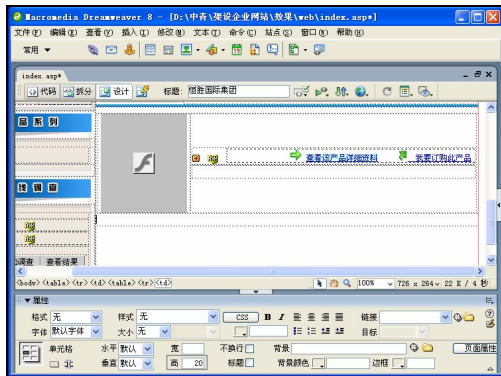 Macromedia Dreamweaver 8 - [D:\中青\架设企业网站\效果\web\index.asp*]
文件(F) 编辑(E) 查看(V) 插入(I) 修改(M) 文本(T) 命令(C) 站点(S) 窗口(W) 帮助(H)
常用
index.asp*
代码 拆分 设计 标题: 恒胜国际集团
品系列
查看该产品详细资料 我要订购此产品
线调查
查看结果
<body> <table> <tr> <td> <table> <tr> <td> 100% 726 x 264 22 K / 4 秒
属性
格式 无 样式 无 CSS B I 链接
字体 默认字体 大小 无 目标
单元格 水平 默认 宽 不换行 背景 页面属性
垂直 默认 高 20 标题 背景颜色 边框